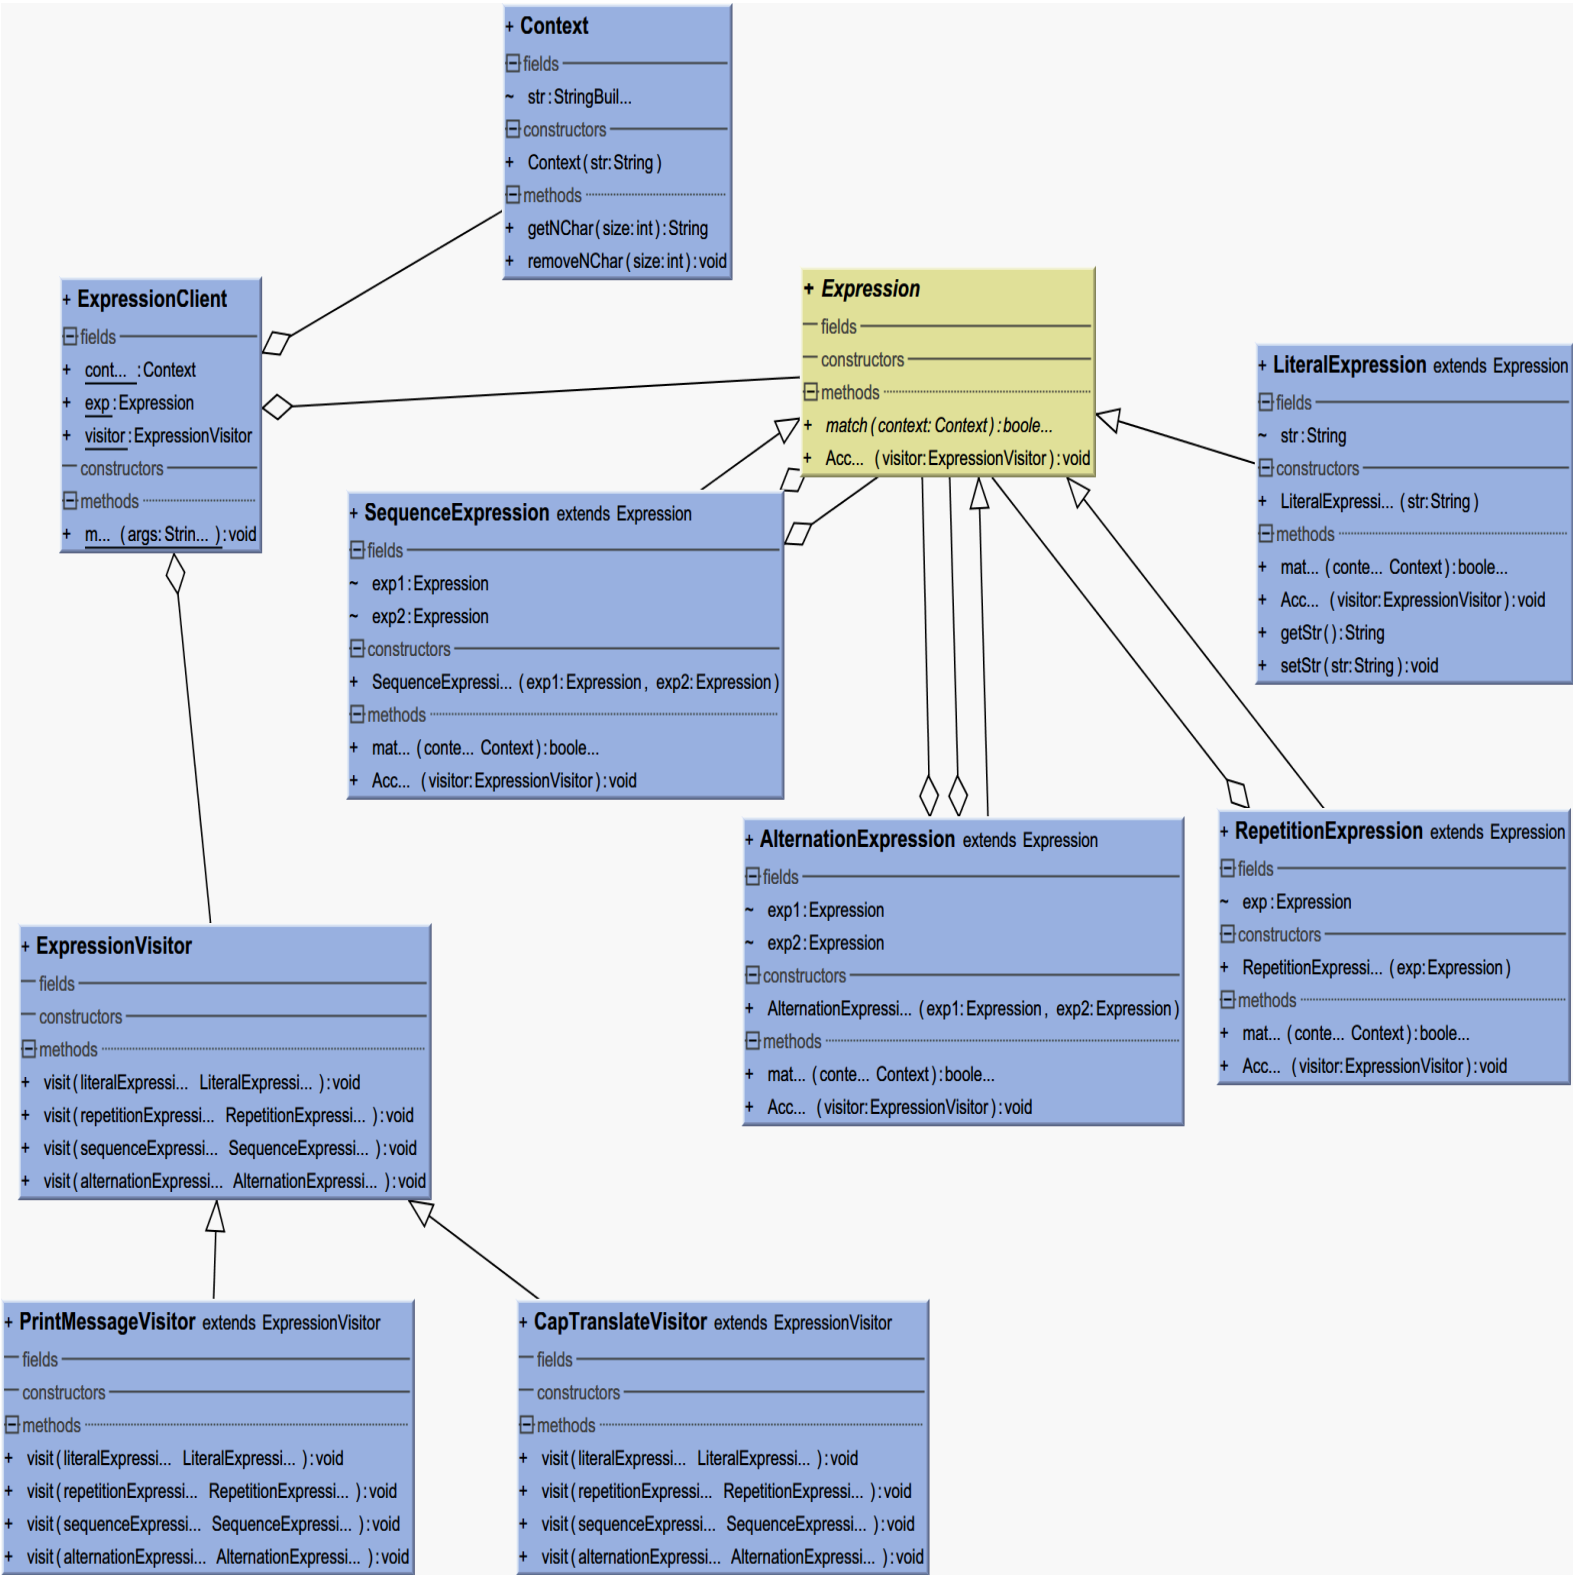 + Context
fields
~ str:StringBuil...
constructors
+ Context(str:String)
methods
+ getNChar(size:int):String
+ removeNChar(size:int):void
+ ExpressionClient
fields
+ cont... :Context
+ exp:Expression
+ visitor:ExpressionVisitor
constructors
methods
+ m... (args:Strin... ):void
+ Expression
fields
constructors
methods
+ match(context:Context):boole...
+ Acc... (visitor:ExpressionVisitor):void
+ LiteralExpression extends Expression
fields
~ str:String
constructors
+ LiteralExpressi... (str:String)
methods
+ mat... (conte... Context):boole...
+ Acc... (visitor:ExpressionVisitor):void
+ getStr():String
+ setStr(str:String):void
+ SequenceExpression extends Expression
fields
~ exp1:Expression
~ exp2:Expression
constructors
+ SequenceExpressi... (exp1:Expression, exp2:Expression)
methods
+ mat... (conte... Context):boole...
+ Acc... (visitor:ExpressionVisitor):void
+ AlternationExpression extends Expression
fields
~ exp1:Expression
~ exp2:Expression
constructors
+ AlternationExpressi... (exp1:Expression, exp2:Expression)
methods
+ mat... (conte... Context):boole...
+ Acc... (visitor:ExpressionVisitor):void
+ RepetitionExpression extends Expression
fields
~ exp:Expression
constructors
+ RepetitionExpressi... (exp:Expression)
methods
+ mat... (conte... Context):boole...
+ Acc... (visitor:ExpressionVisitor):void
+ ExpressionVisitor
fields
constructors
methods
+ visit(literalExpressi... LiteralExpressi... ):void
+ visit(repetitionExpressi... RepetitionExpressi... ):void
+ visit(sequenceExpressi... SequenceExpressi... ):void
+ visit(alternationExpressi... AlternationExpressi... ):void
+ PrintMessageVisitor extends ExpressionVisitor
fields
constructors
methods
+ visit(literalExpressi... LiteralExpressi... ):void
+ visit(repetitionExpressi... RepetitionExpressi... ):void
+ visit(sequenceExpressi... SequenceExpressi... ):void
+ visit(alternationExpressi... AlternationExpressi... ):void
+ CapTranslateVisitor extends ExpressionVisitor
fields
constructors
methods
+ visit(literalExpressi... LiteralExpressi... ):void
+ visit(repetitionExpressi... RepetitionExpressi... ):void
+ visit(sequenceExpressi... SequenceExpressi... ):void
+ visit(alternationExpressi... AlternationExpressi... ):void